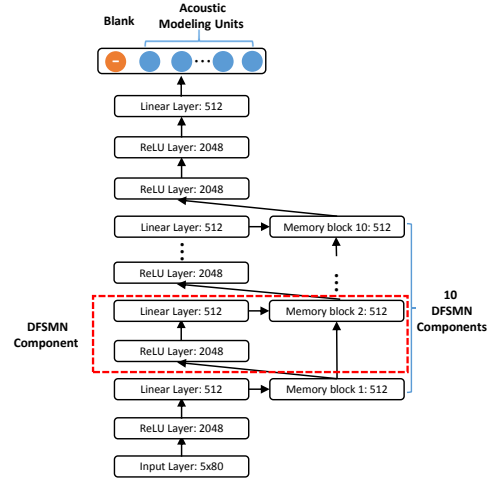 Acoustic
Modeling Units
Blank
-
Linear Layer: 512
ReLU Layer: 2048
ReLU Layer: 2048
Linear Layer: 512
Memory block 10: 512
ReLU Layer: 2048
10
DFSMN
Components
DFSMN
Component
Linear Layer: 512
Memory block 2: 512
ReLU Layer: 2048
Linear Layer: 512
Memory block 1: 512
ReLU Layer: 2048
Input Layer: 5x80